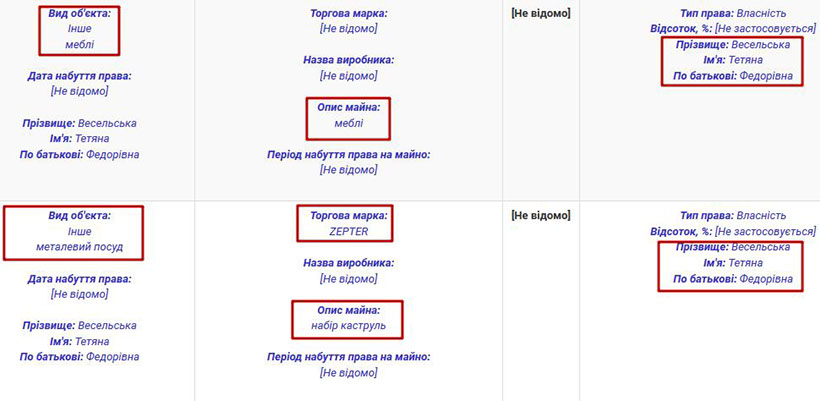 Вид об'єкта:
Інше
меблі
Дата набуття права:
[Не відомо]
Прізвище: Весельська
Ім'я: Тетяна
По батькові: Федорівна
Торгова марка:
[Не відомо]
Назва виробника:
[Не відомо]
Опис майна:
меблі
Період набуття права на майно:
[Не відомо]
[Не відомо]
Тип права: Власність
Відсоток, %: [Не застосовується]
Прізвище: Весельська
Ім'я: Тетяна
По батькові: Федорівна
Вид об'єкта:
Інше
металевий посуд
Дата набуття права:
[Не відомо]
Прізвище: Весельська
Ім'я: Тетяна
По батькові: Федорівна
Торгова марка:
ZEPTER
Назва виробника:
[Не відомо]
Опис майна:
набір каструль
Період набуття права на майно:
[Не відомо]
[Не відомо]
Тип права: Власність
Відсоток, %: [Не застосовується]
Прізвище: Весельська
Ім'я: Тетяна
По батькові: Федорівна